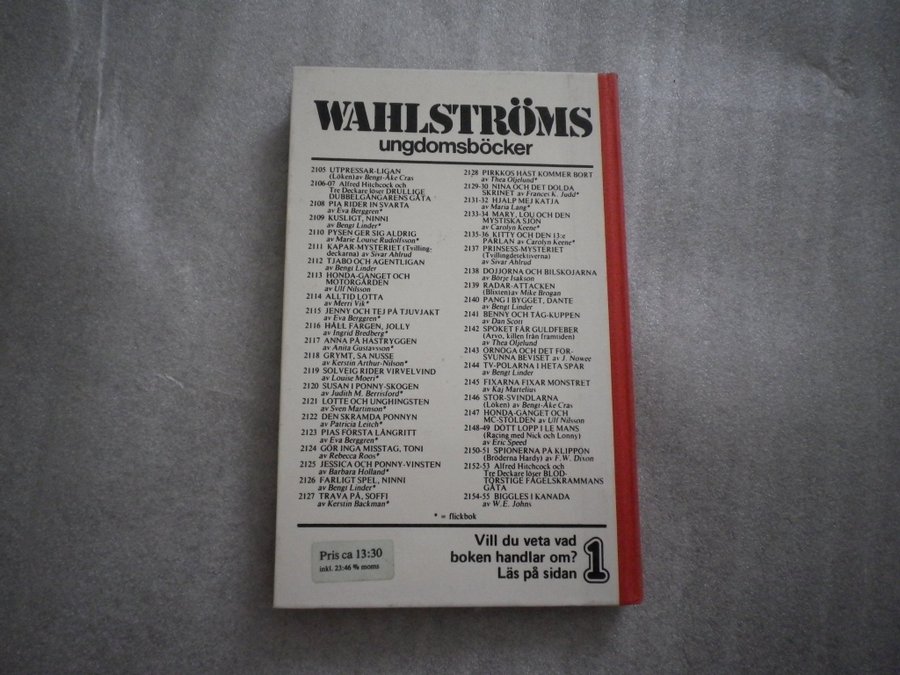 WAHLSTRÖMS
ungdomsböcker
2105 UTPRESSAR-LIGAN
(Löken) av Bengt-Åke Cras
2106-07 Alfred Hitchcock och
Tre Deckare löser DRULLIGE
DUBBELGÅNGARENS GÅTA
2108 PIA RIDER IN SVARTA
av Eva Berggren*
2109 KUSLIGT, NINNI
av Bengt Linder*
2110 PYSEN GER SIG ALDRIG
av Marie Louise Rudolfsson*
2111 KAPAR-MYSTERIET (Tvilling-
deckarna) av Sivar Ahlrud
2112 TJABO OCH AGENTLIGAN
av Bengt Linder
2113 HONDA-GÄNGET OCH
MOTORGÅRDEN
av Ulf Nilsson
2114 ALLTID LOTTA
av Merri Vik*
2115 JENNY OCH TEJ PÅ TJUVJAKT
av Eva Berggren*
2116 HÅLL FÄRGEN, JOLLY
av Ingrid Bredberg*
2117 ANNA PÅ HÄSTRYGGEN
av Anita Gustavsson*
2118 GRYMT, SA NUSSE
av Kerstin Arthur-Nilson*
2119 SOLVEIG RIDER VIRVELVIND
av Louise Moeri*
2120 SUSAN I PONNY-SKOGEN
av Judith M. Berrisford*
2121 LOTTE OCH UNGHINGSTEN
av Sven Martinson*
2122 DEN SKRÄMDA PONNYN
av Patricia Leitch*
2123 PIAS FÖRSTA LÅNGRITT
av Eva Berggren*
2124 GÖR INGA MISSTAG, TONI
av Rebecca Roos*
2125 JESSICA OCH PONNY-VINSTEN
av Barbara Holland*
2126 FARLIGT SPEL, NINNI
av Bengt Linder*
2127 TRAVA PÅ, SOFFI
av Kerstin Backman*
2128 PIRKKOS HÄST KOMMER BORT
av Thea Oljelund*
2129-30 NINA OCH DET DOLDA
SKRINET av Frances K. Judd*
2131-32 HJÄLP MEJ KATJA
av Maria Lang*
2133-34 MARY, LOU OCH DEN
MYSTISKA SJÖN
av Carolyn Keene*
2135-36 KITTY OCH DEN 13:e
PÄRLAN av Carolyn Keene*
2137 PRINSESS-MYSTERIET
(Tvillingdetektiverna)
av Sivar Ahlrud
2138 DOJJORNA OCH BILSKOJARNA
av Börje Isakson
2139 RADAR-ATTACKEN
(Blixten) av Mike Brogan
2140 PANG I BYGGET, DANTE
av Bengt Linder
2141 BENNY OCH TÅG-KUPPEN
av Dan Scott
2142 SPÖKET FÅR GULDFEBER
(Arvo, killen från framtiden)
av Thea Oljelund
2143 ÖRNÖGA OCH DET FÖR-
SVUNNA BEVISET av J. Nowee
2144 TV-POLARNA I HETA SPÅR
av Bengt Linder
2145 FIXARNA FIXAR MONSTRET
av Kaj Martelius
2146 STOR-SVINDLARNA
(Löken) av Bengt-Åke Cras
2147 HONDA-GÄNGET OCH
MC-STÖLDEN av Ulf Nilsson
2148-49 DÖTT LOPP I LE MANS
(Racing med Nick och Lonny)
av Eric Speed
2150-51 SPIONERNA PÅ KLIPPÖN
(Bröderna Hardy) av F.W. Dixon
2152-53 Alfred Hitchcock och
Tre Deckare löser BLOD-
TÖRSTIGE FÅGELSKRÄMMANS
GÅTA
2154-55 BIGGLES I KANADA
av W.E. Johns
* = flickbok
Pris ca 13:30
inkl. 23:46 % moms
Vill du veta vad
boken handlar om?
Läs på sidan 1